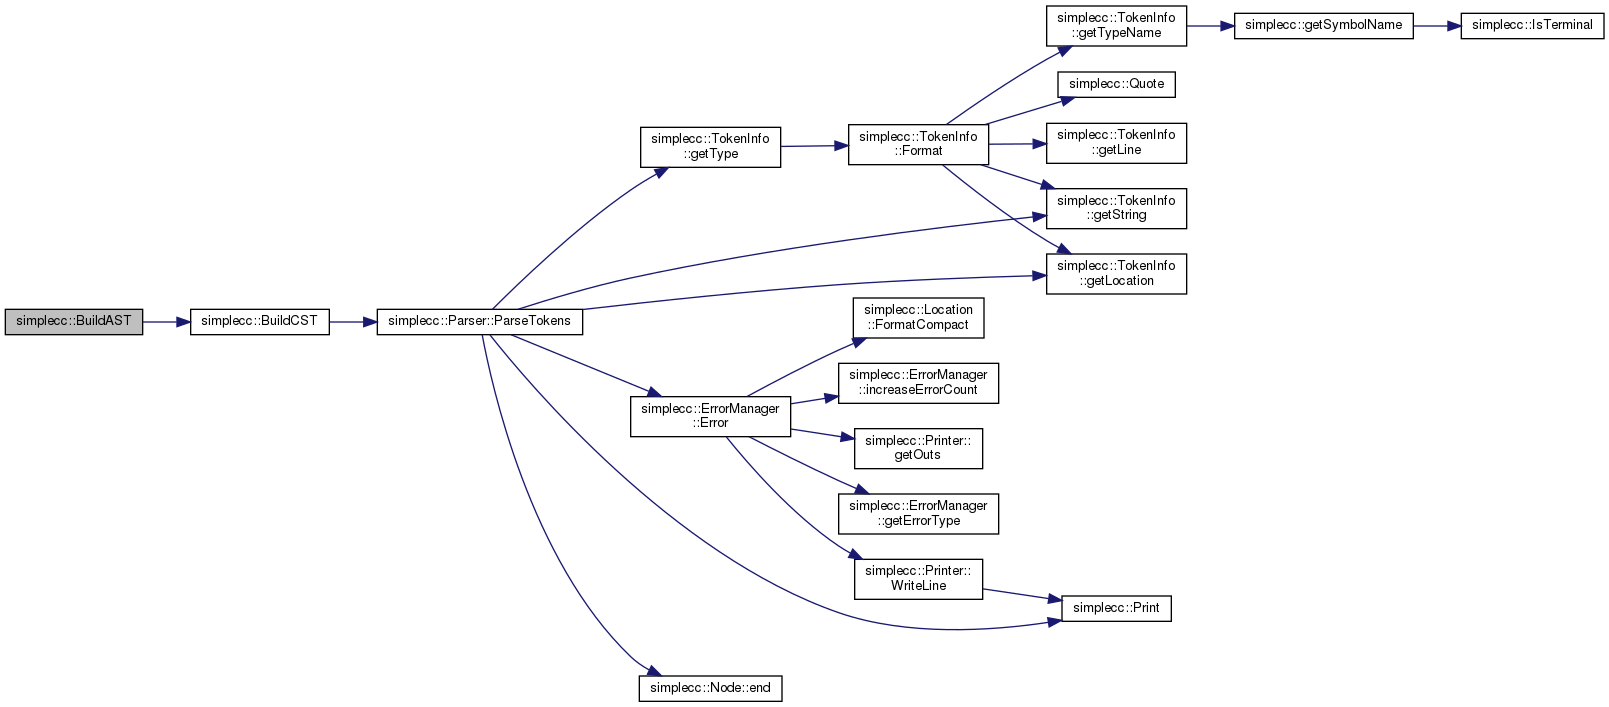 simplecc::BuildAST
simplecc::BuildCST
simplecc::Parser::ParseTokens
simplecc::TokenInfo
::getType
simplecc::TokenInfo
::Format
simplecc::TokenInfo
::getTypeName
simplecc::getSymbolName
simplecc::IsTerminal
simplecc::Quote
simplecc::TokenInfo
::getLine
simplecc::TokenInfo
::getString
simplecc::TokenInfo
::getLocation
simplecc::ErrorManager
::Error
simplecc::Location
::FormatCompact
simplecc::ErrorManager
::increaseErrorCount
simplecc::Printer::
getOuts
simplecc::ErrorManager
::getErrorType
simplecc::Printer::
WriteLine
simplecc::Print
simplecc::Node::end